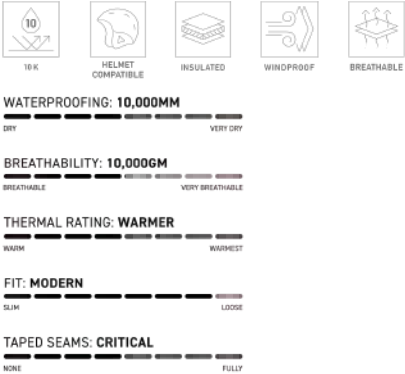 10
10 K
HELMET
COMPATIBLE
INSULATED
WINDPROOF
BREATHABLE
WATERPROOFING: 10,000MM
DRY VERY DRY
BREATHABILITY: 10,000GM
BREATHABLE VERY BREATHABLE
THERMAL RATING: WARMER
WARM WARMEST
FIT: MODERN
SLIM LOOSE
TAPED SEAMS: CRITICAL
NONE FULLY